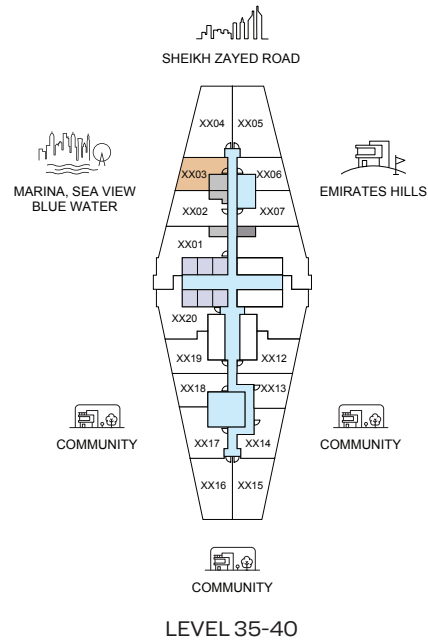 SHEIKH ZAYED ROAD
XX04 XX05
MARINA, SEA VIEW
BLUE WATER
XX03 XX06
EMIRATES HILLS
XX02 XX07
XX01
XX20
XX19 XX12
XX18 XX13
COMMUNITY
COMMUNITY
XX17 XX14
XX16 XX15
COMMUNITY
LEVEL 35-40